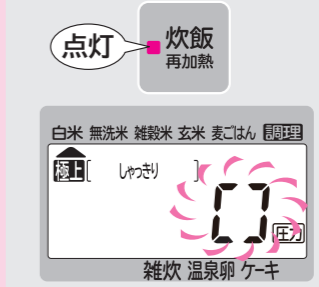 点灯
炊飯
再加熱
白米 無洗米 雑穀米 玄米 麦ごはん 調理
極上[ しゃっきり ]
圧力
雑炊 温泉卵 ケーキ